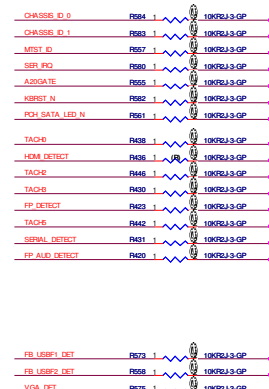 CHASSIS_ID_0 R584 1 10KR2J-3-GP
CHASSIS_ID_1 R583 1 10KR2J-3-GP
MTST_ID R557 1 10KR2J-3-GP
SER_IRQ R580 1 10KR2J-3-GP
A20GATE R555 1 10KR2J-3-GP
KBRST_N R582 1 10KR2J-3-GP
PCH_SATA_LED_N R561 1 10KR2J-3-GP
TACH0 R438 1 10KR2J-3-GP
HDMI_DETECT R436 1 (R) 10KR2J-3-GP
TACH2 R446 1 10KR2J-3-GP
TACH3 R430 1 10KR2J-3-GP
FP_DETECT R423 1 10KR2J-3-GP
TACH5 R442 1 10KR2J-3-GP
SERIAL_DETECT R431 1 10KR2J-3-GP
FP_AUD_DETECT R420 1 10KR2J-3-GP
FB_USBF1_DET R573 1 10KR2J-3-GP
FB_USBF2_DET R558 1 10KR2J-3-GP
VGA_DET R575 1 10KR2J-3-GP